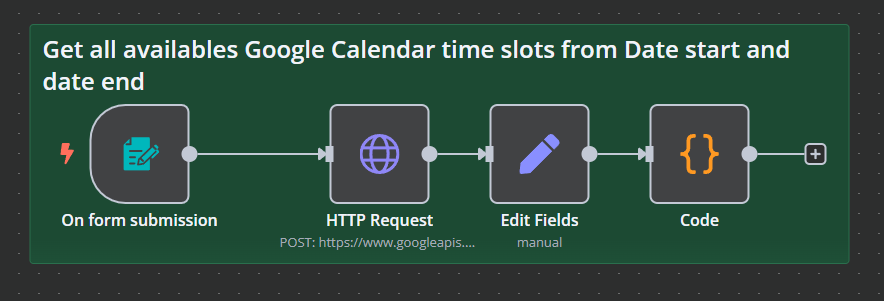 Get all availables Google Calendar time slots from Date start and
date end
On form submission
HTTP Request
POST: https://www.googleapis....
Edit Fields
manual
Code